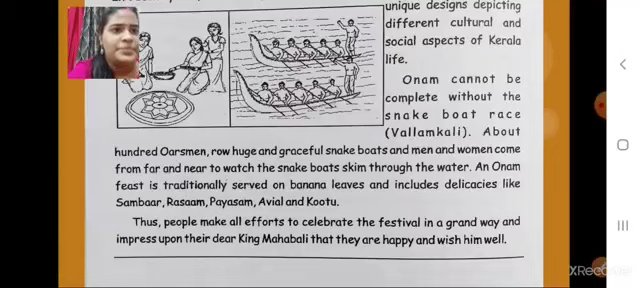 unique designs depicting
different cultural and
social aspects of Kerala
life.
Onam cannot be
complete without the
snake boat race
(Vallamkali). About
hundred Oarsmen, row huge and graceful snake boats and men and women come
from far and near to watch the snake boats skim through the water. An Onam
feast is traditionally served on banana leaves and includes delicacies like
Sambaar, Rasaam, Payasam, Avial and Kootu.
Thus, people make all efforts to celebrate the festival in a grand way and
impress upon their dear King Mahabali that they are happy and wish him well.
XRecorder